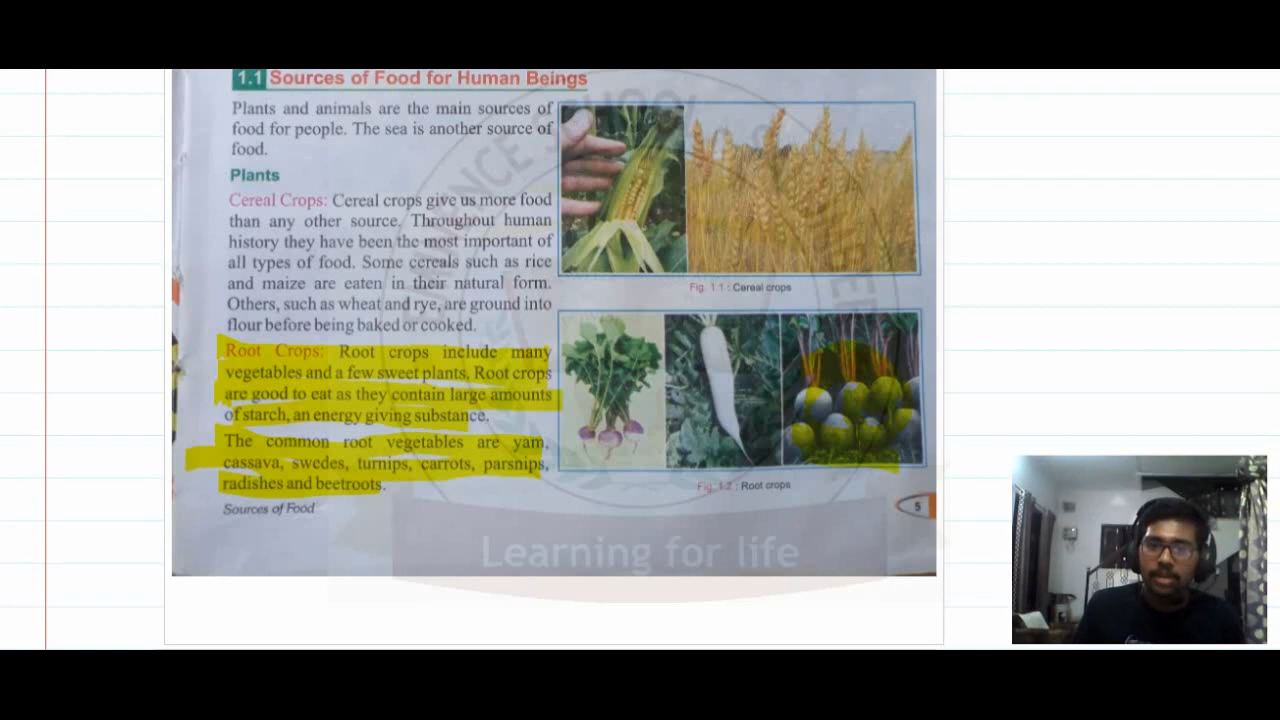 1.1 Sources of Food for Human Beings
Plants and animals are the main sources of
food for people. The sea is another source of
food.
Plants
Cereal Crops: Cereal crops give us more food
than any other source. Throughout human
history they have been the most important of
all types of food. Some cereals such as rice
and maize are eaten in their natural form.
Others, such as wheat and rye, are ground into
flour before being baked or cooked.
Root Crops: Root crops include many
vegetables and a few sweet plants, Root crops
are good to eat as they contain large amounts
of starch, an energy giving substance.
The common root vegetables are yam,
cassava, swedes, turnips, carrots, parsnips,
radishes and beetroots.
Sources of Food
Fig. 1.1 : Cereal crops
Fig. 1.2 : Root crops
5
Learning for life